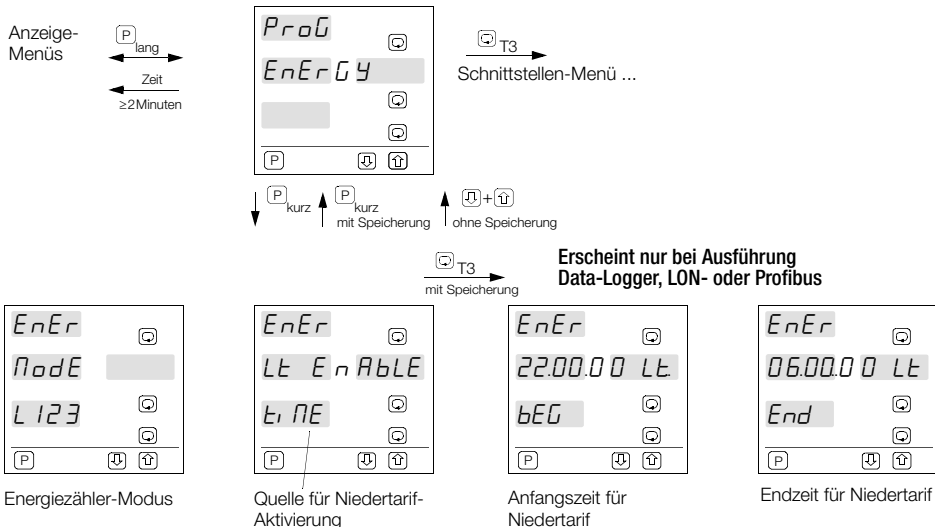 Anzeige-
Menüs
P lang
Zeit
≥2Minuten
ProG
EnErGY
P
T3
Schnittstellen-Menü ...
P kurz
P kurz
mit Speicherung
+
ohne Speicherung
T3
mit Speicherung
Erscheint nur bei Ausführung
Data-Logger, LON- oder Profibus
EnEr
ModE
L123
P
Energiezähler-Modus
EnEr
Lt EnAbLE
tiME
P
Quelle für Niedertarif-
Aktivierung
EnEr
22.00.00 Lt.
bEG
P
Anfangszeit für
Niedertarif
EnEr
06.00.00 Lt
End
P
Endzeit für Niedertarif